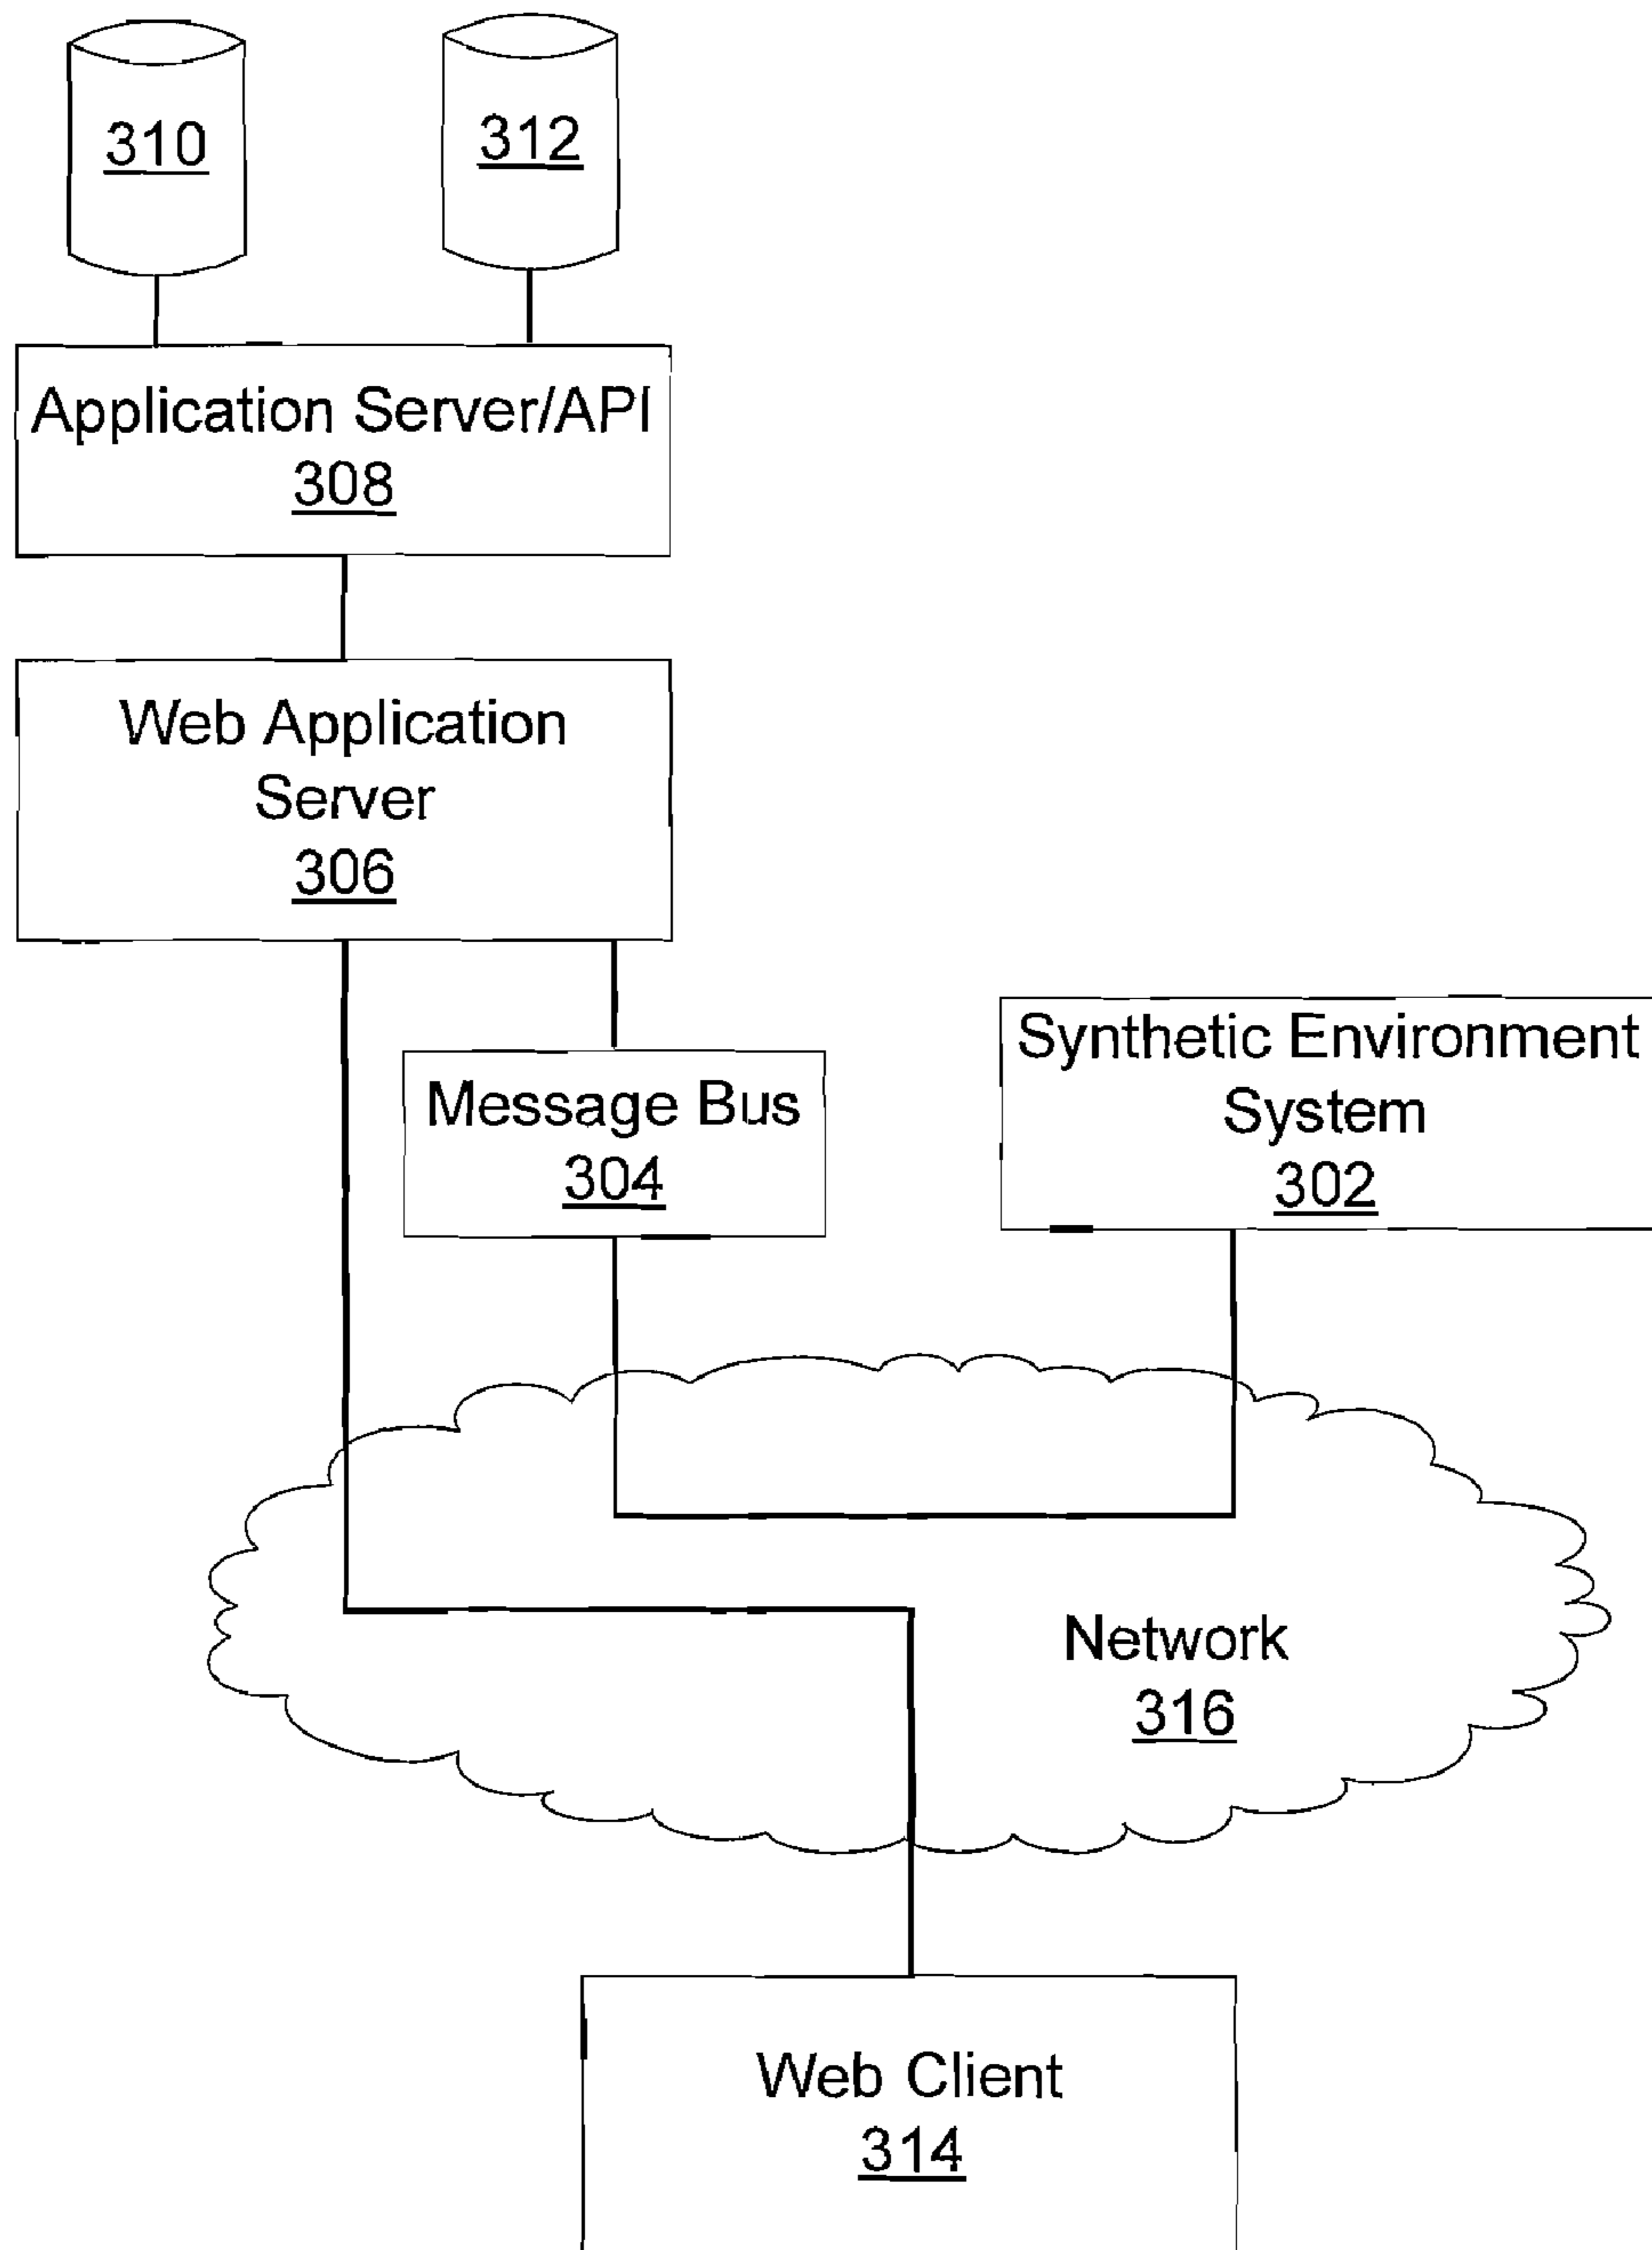 310
312
Application Server/API
308
Web Application
Server
306
Message Bus
304
Synthetic Environment
System
302
Network
316
Web Client
314